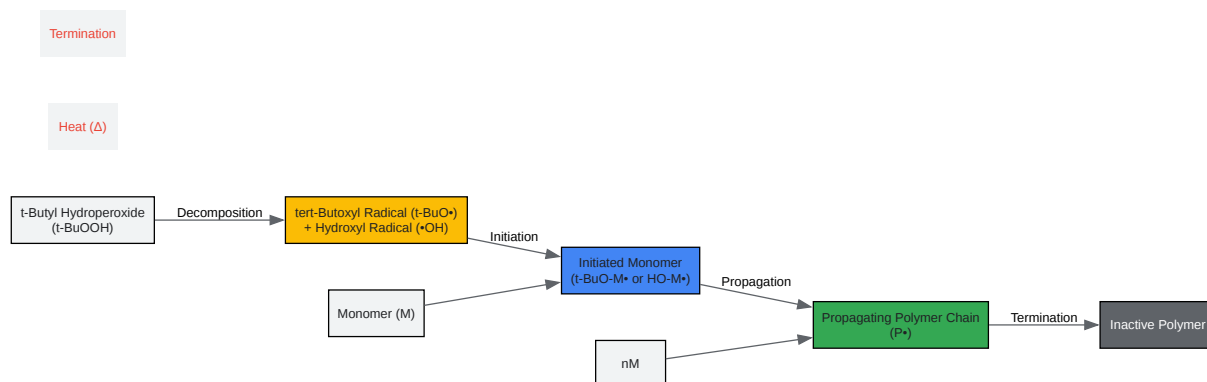 Termination
Heat (Δ)
t-Butyl Hydroperoxide
(t-BuOOH)
Decomposition
tert-Butoxyl Radical (t-BuO•)
+ Hydroxyl Radical (•OH)
Initiation
Monomer (M)
Initiated Monomer
(t-BuO-M• or HO-M•)
Propagation
nM
Propagating Polymer Chain
(P•)
Termination
Inactive Polymer